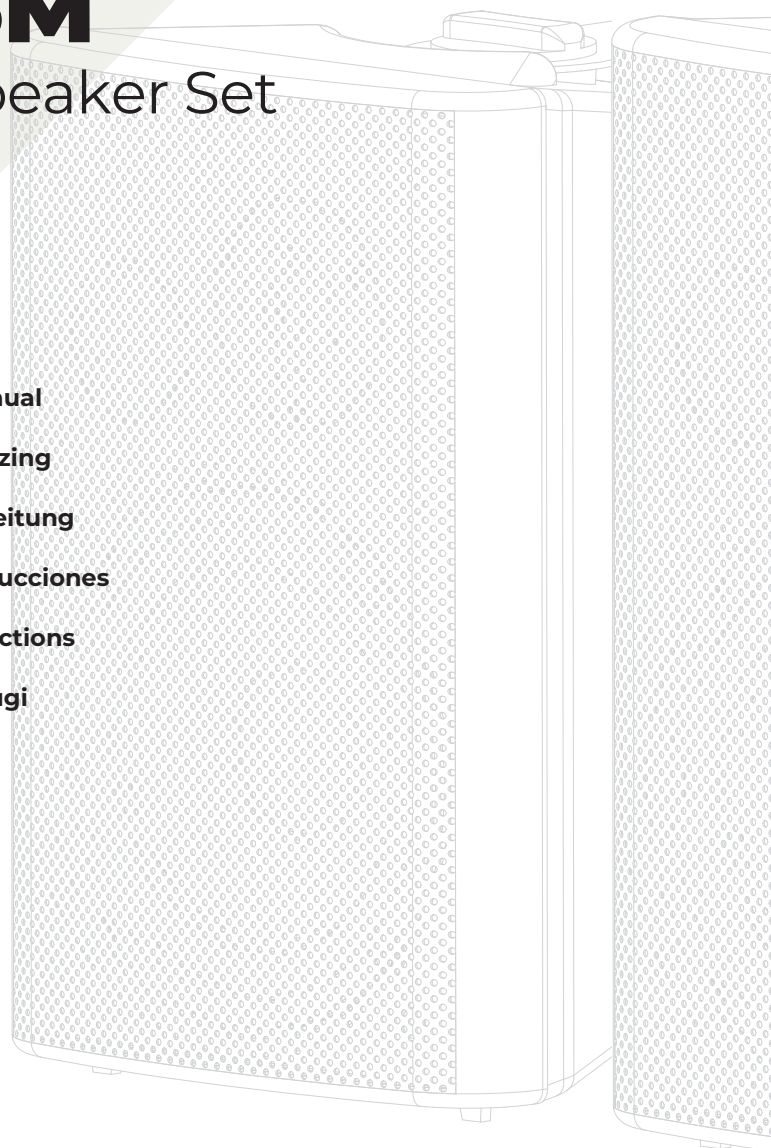 OM
peaker Set
nual
zing
eitung
ucciones
ctions
ugi